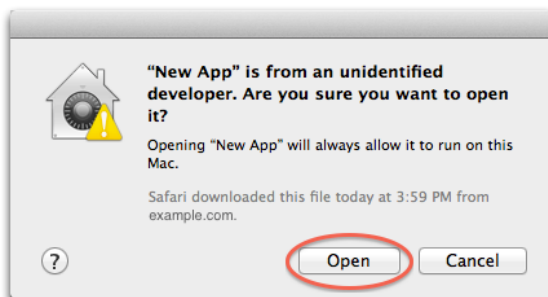 “New App” is from an unidentified
developer. Are you sure you want to open
it?
Opening “New App” will always allow it to run on this
Mac.
Safari downloaded this file today at 3:59 PM from
example.com.
?
Open
Cancel